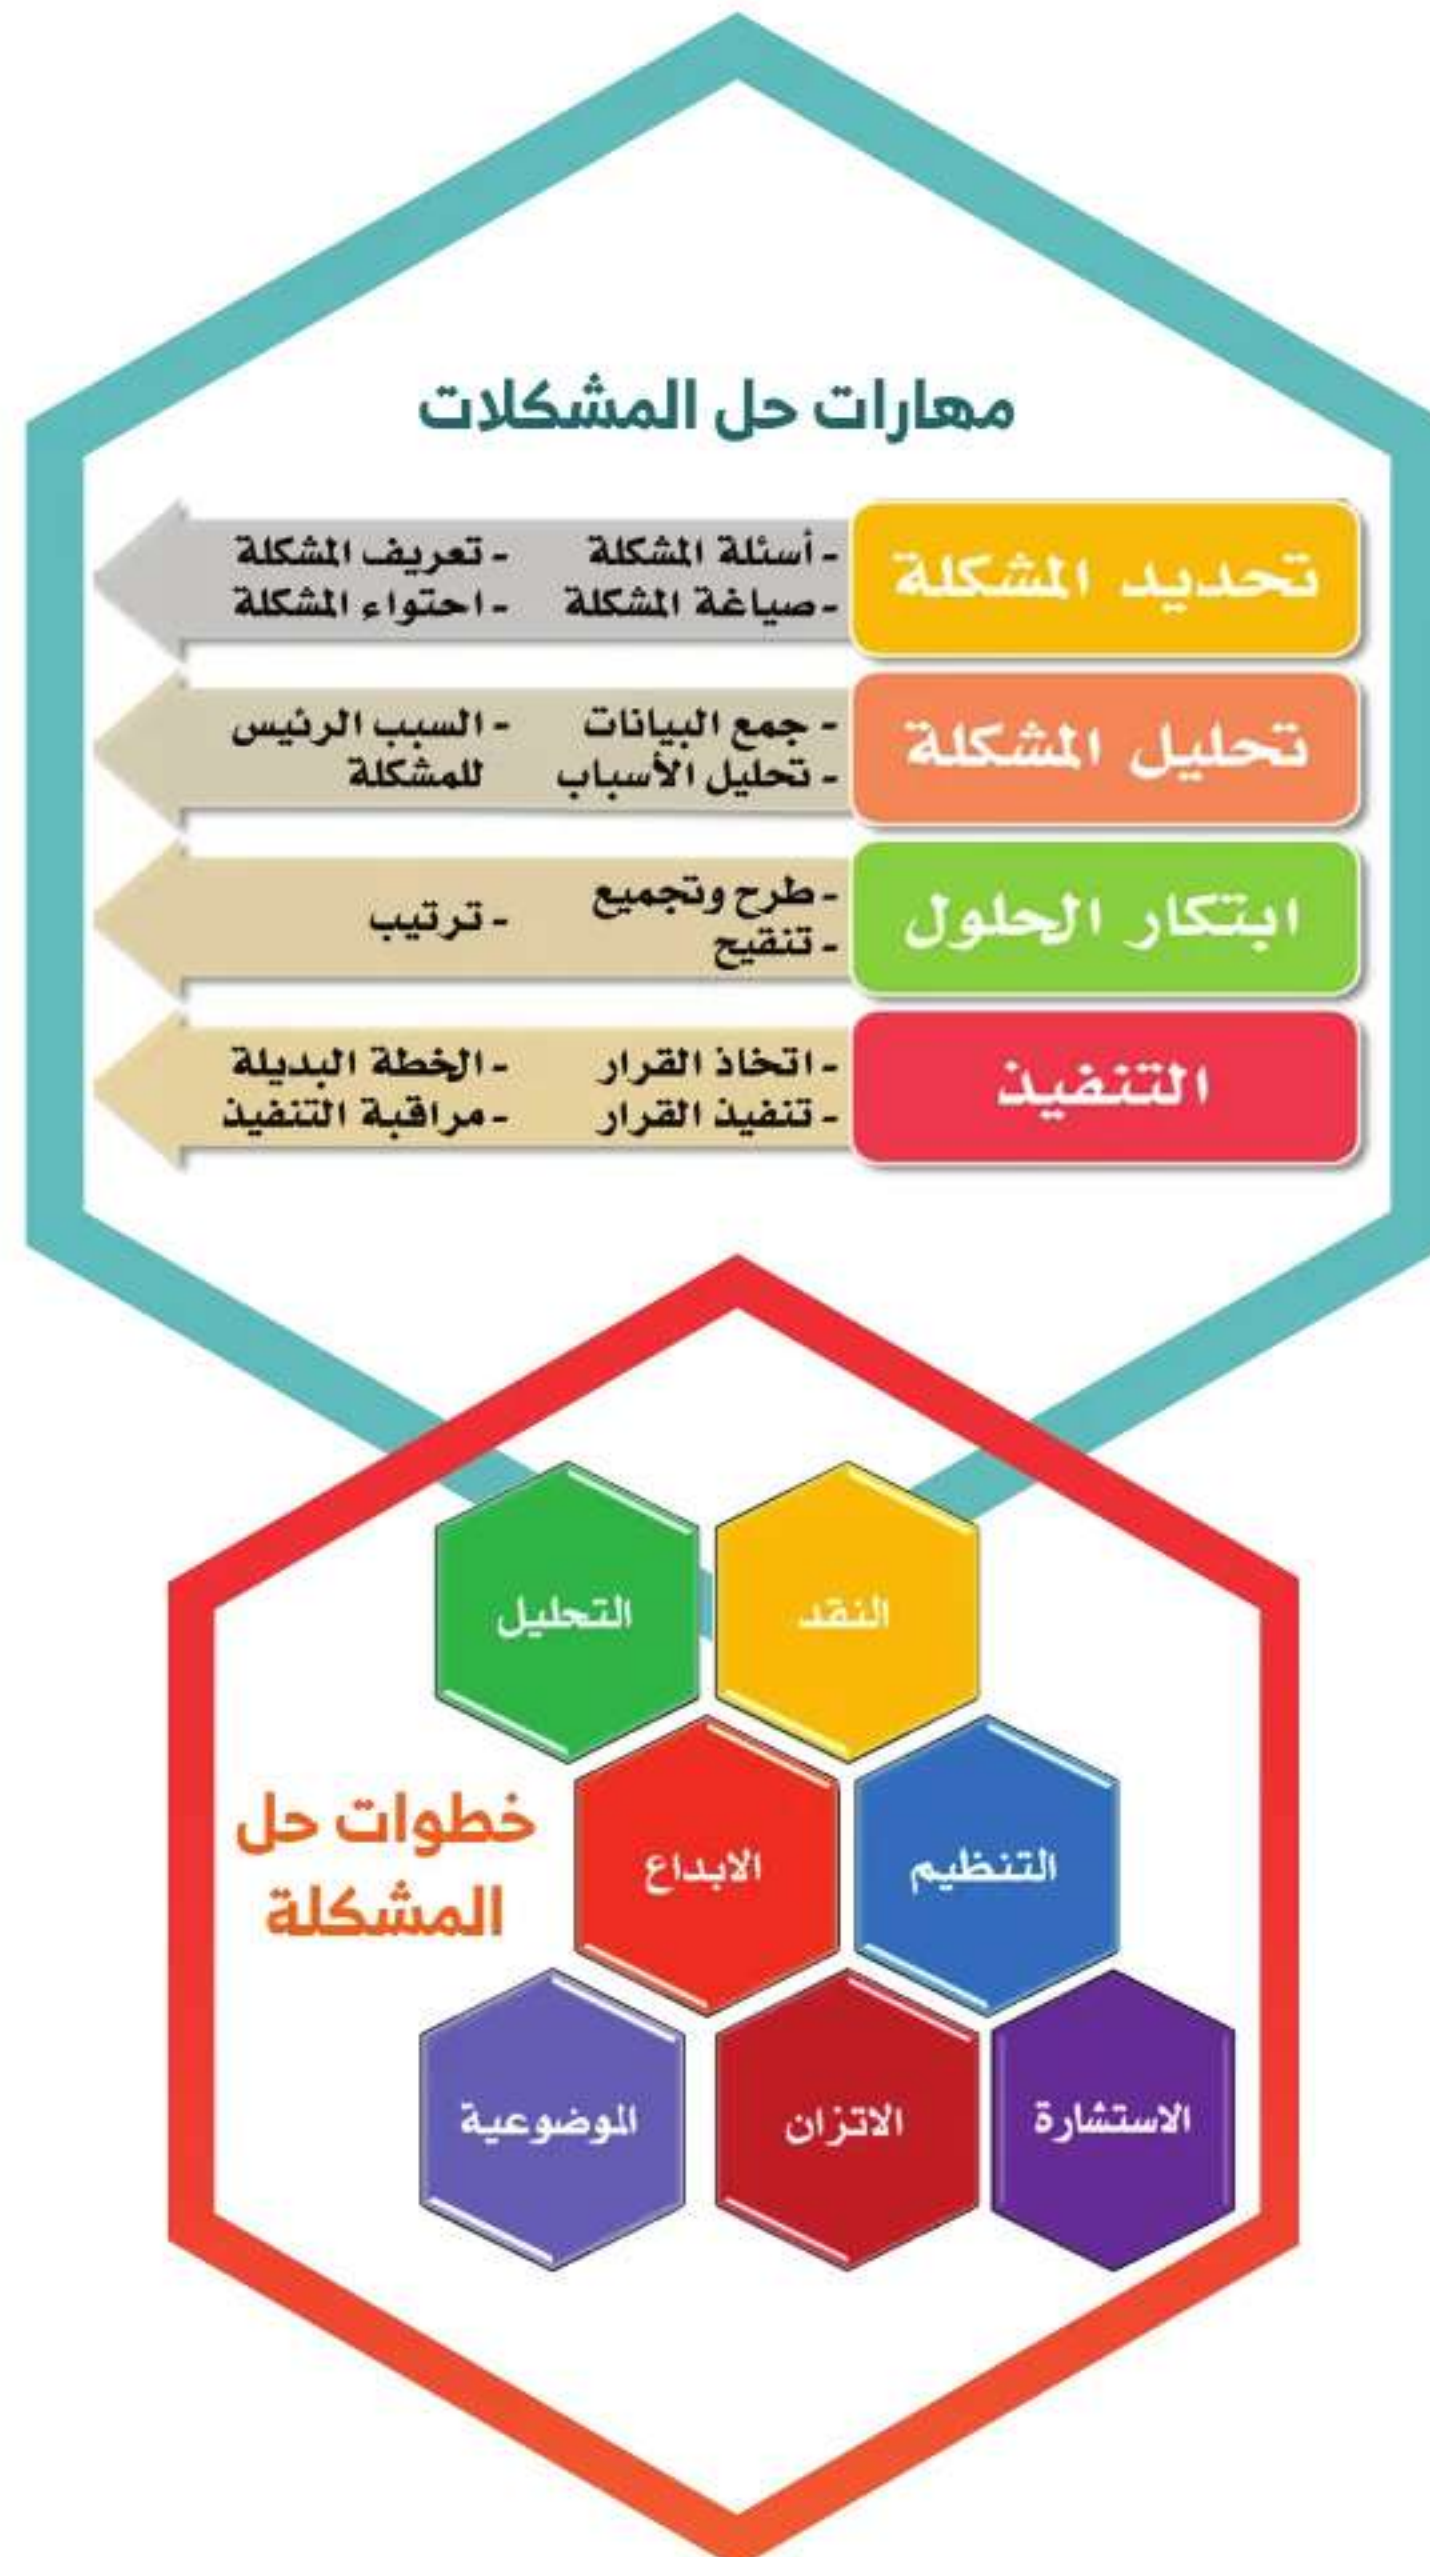 مهارات حل المشكلات
تحديد المشكلة
- أسئلة المشكلة - تعريف المشكلة
- صياغة المشكلة - احتواء المشكلة
تحليل المشكلة
- جمع البيانات - السبب الرئيس
- تحليل الأسباب للمشكلة
ابتكار الحلول
- طرح وتجميع
- تنقيح
- ترتيب
التنفيذ
- اتخاذ القرار - الخطة البديلة
- تنفيذ القرار - مراقبة التنفيذ
النقد التحليل
التنظيم الابداع
خطوات حل
المشكلة
الاستشارة الاتزان الموضوعية